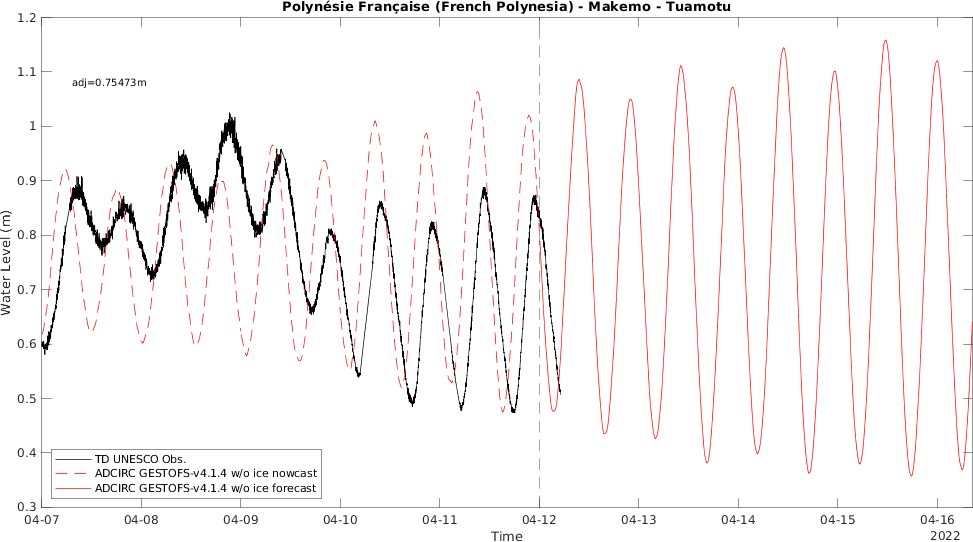 Polynésie Française (French Polynesia) - Makemo - Tuamotu
1.2
1.1
1
0.9
0.8
0.7
0.6
0.5
0.4
0.3
Water Level (m)
adj=0.75473m
TD UNESCO Obs.
ADCIRC GESTOFS-v4.1.4 w/o ice nowcast
ADCIRC GESTOFS-v4.1.4 w/o ice forecast
04-07 04-08 04-09 04-10 04-11 04-12 04-13 04-14 04-15 04-16
2022
Time